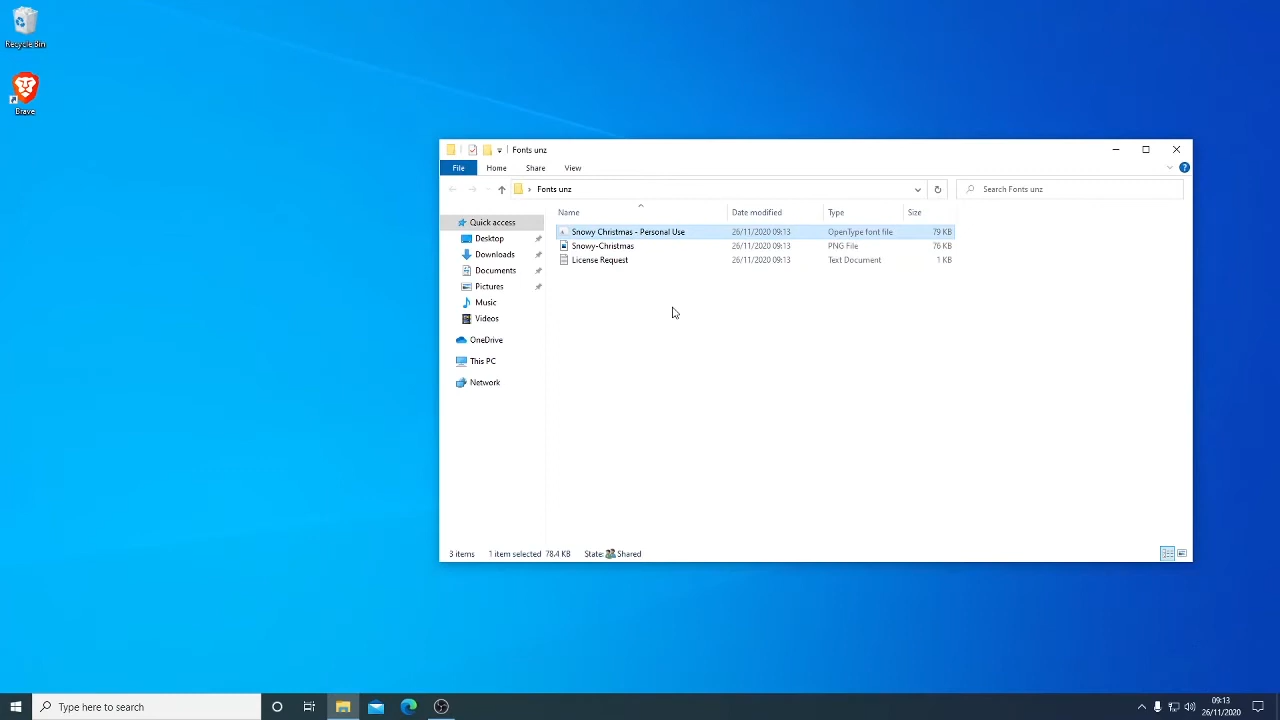 Recycle Bin
Brave
Fonts unz
File Home Share View
Fonts unz
Search Fonts unz
Name Date modified Type Size
Quick access
Desktop
Downloads
Documents
Pictures
Music
Videos
OneDrive
This PC
Network
Snowy Christmas - Personal Use 26/11/2020 09:13 OpenType font file 79 KB
Snowy-Christmas 26/11/2020 09:13 PNG File 76 KB
License Request 26/11/2020 09:13 Text Document 1 KB
3 items 1 item selected 78.4 KB State: Shared
Type here to search
09:13
26/11/2020